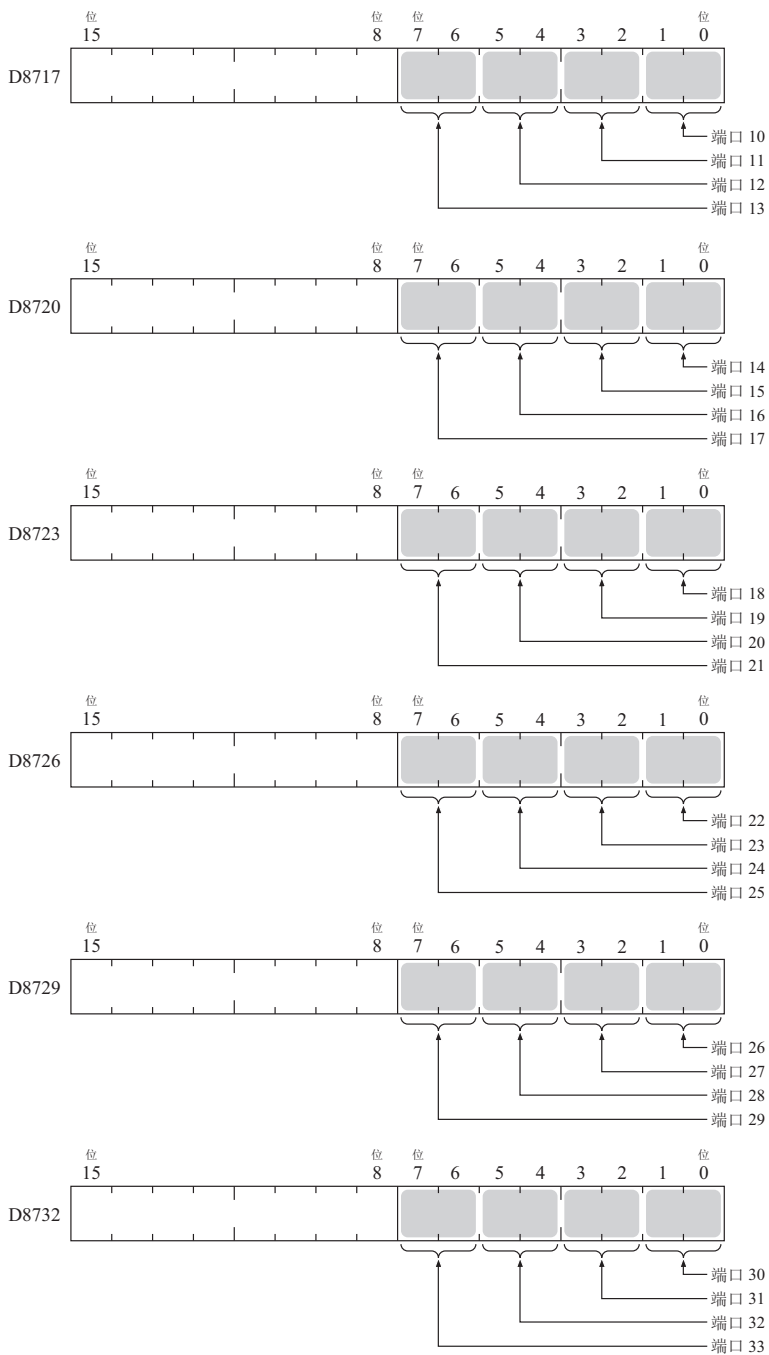 位 位 位 位
15 8 7 6 5 4 3 2 1 0
D8717
端口 10
端口 11
端口 12
端口 13
位 位 位 位
15 8 7 6 5 4 3 2 1 0
D8720
端口 14
端口 15
端口 16
端口 17
位 位 位 位
15 8 7 6 5 4 3 2 1 0
D8723
端口 18
端口 19
端口 20
端口 21
位 位 位 位
15 8 7 6 5 4 3 2 1 0
D8726
端口 22
端口 23
端口 24
端口 25
位 位 位 位
15 8 7 6 5 4 3 2 1 0
D8729
端口 26
端口 27
端口 28
端口 29
位 位 位 位
15 8 7 6 5 4 3 2 1 0
D8732
端口 30
端口 31
端口 32
端口 33